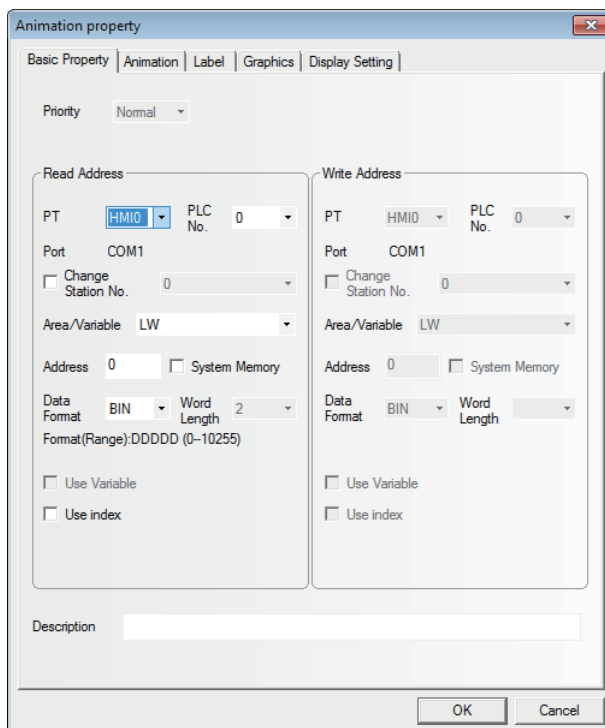 Animation property
Basic Property Animation Label Graphics Display Setting
Priority Normal
Read Address
PT HMI0 PLC No. 0
Port COM1
Change Station No. 0
Area/Variable LW
Address 0 System Memory
Data Format BIN Word Length 2
Format(Range):DDDDD (0--10255)
Use Variable
Use index
Write Address
PT HMI0 PLC No. 0
Port COM1
Change Station No. 0
Area/Variable LW
Address 0 System Memory
Data Format BIN Word Length
Use Variable
Use index
Description
OK Cancel